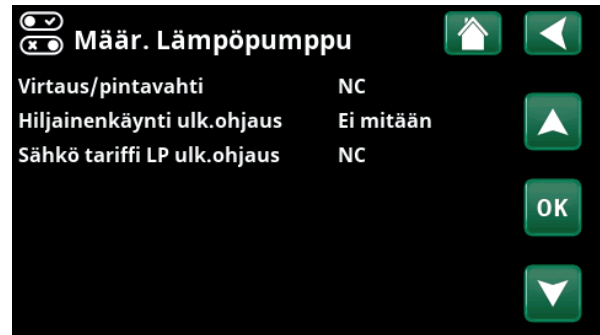 Määr. Lämpöpumppu
Virtaus/pintavahti NC
Hiljainenkäynti ulk.ohjaus Ei mitään
Sähkö tariffi LP ulk.ohjaus NC
OK